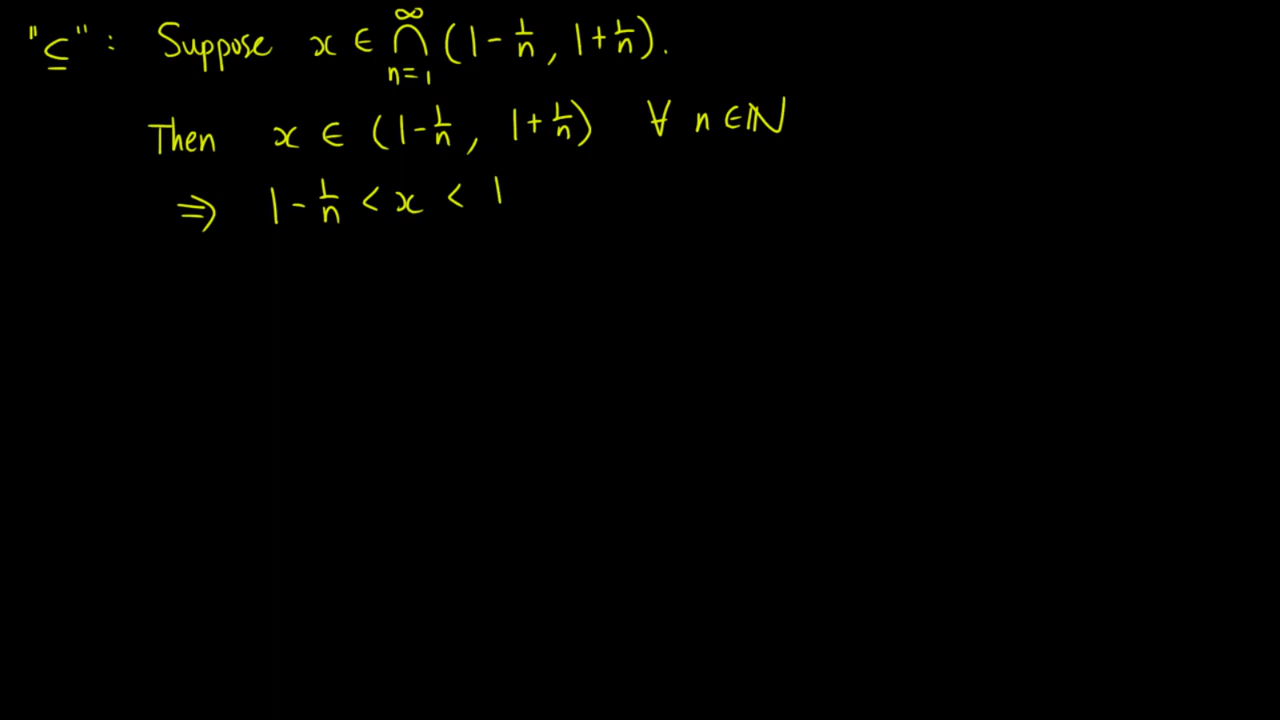 "⊆" : Suppose x ∈ ⋂_{n=1}^{∞} (1 - 1/n , 1 + 1/n).
Then x ∈ (1 - 1/n , 1 + 1/n) ∀ n ∈ ℕ
⇒ 1 - 1/n < x < 1